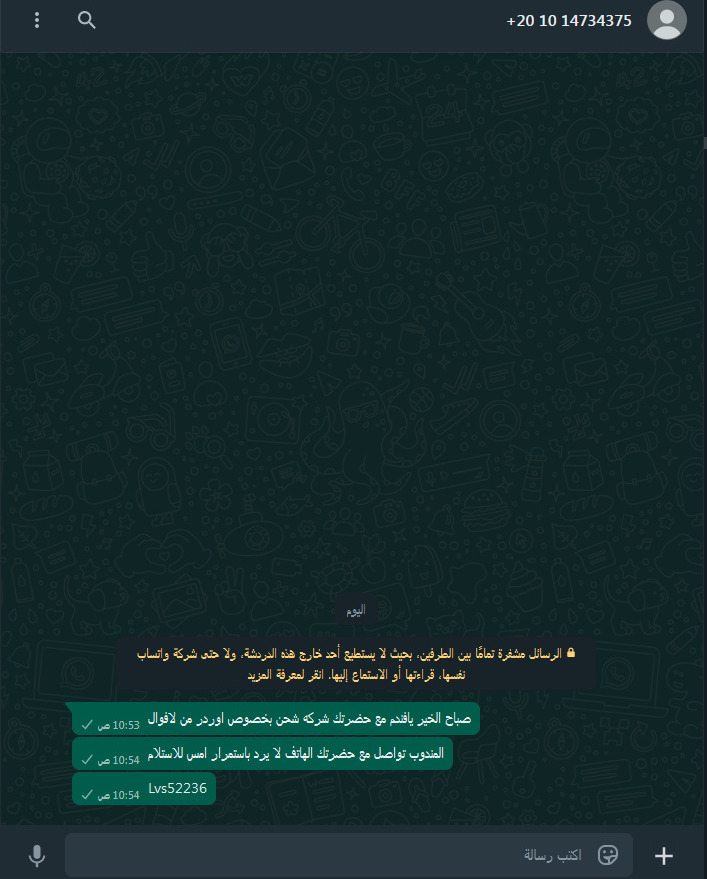 +20 10 14734375
اليوم
الرسائل مشفرة تمامًا بين الطرفين، بحيث لا يستطيع أحد خارج هذه الدردشة، ولا حتى شركة واتساب
نفسها، قراءتها أو الاستماع إليها. انقر لمعرفة المزيد
صباح الخير يافندم مع حضرتك شركه شحن بخصوص اوردر من لافوال 10:53 ص
المندوب تواصل مع حضرتك الهاتف لا يرد باستمرار امس للاستلام 10:54 ص
Lvs52236 10:54 ص
اكتب رسالة